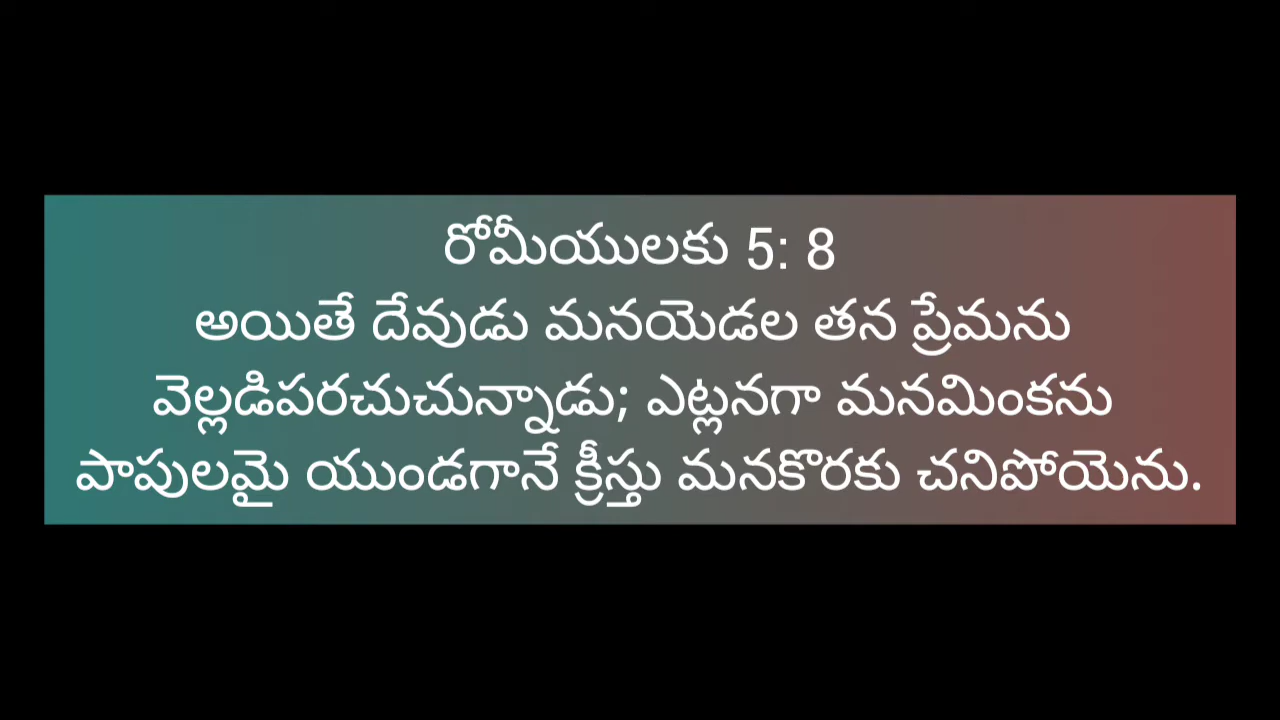 రోమీయులకు 5: 8
అయితే దేవుడు మనయెడల తన ప్రేమను
వెల్లడిపరచుచున్నాడు; ఎట్లనగా మనమింకను
పాపులమై యుండగానే క్రీస్తు మనకొరకు చనిపోయెను.